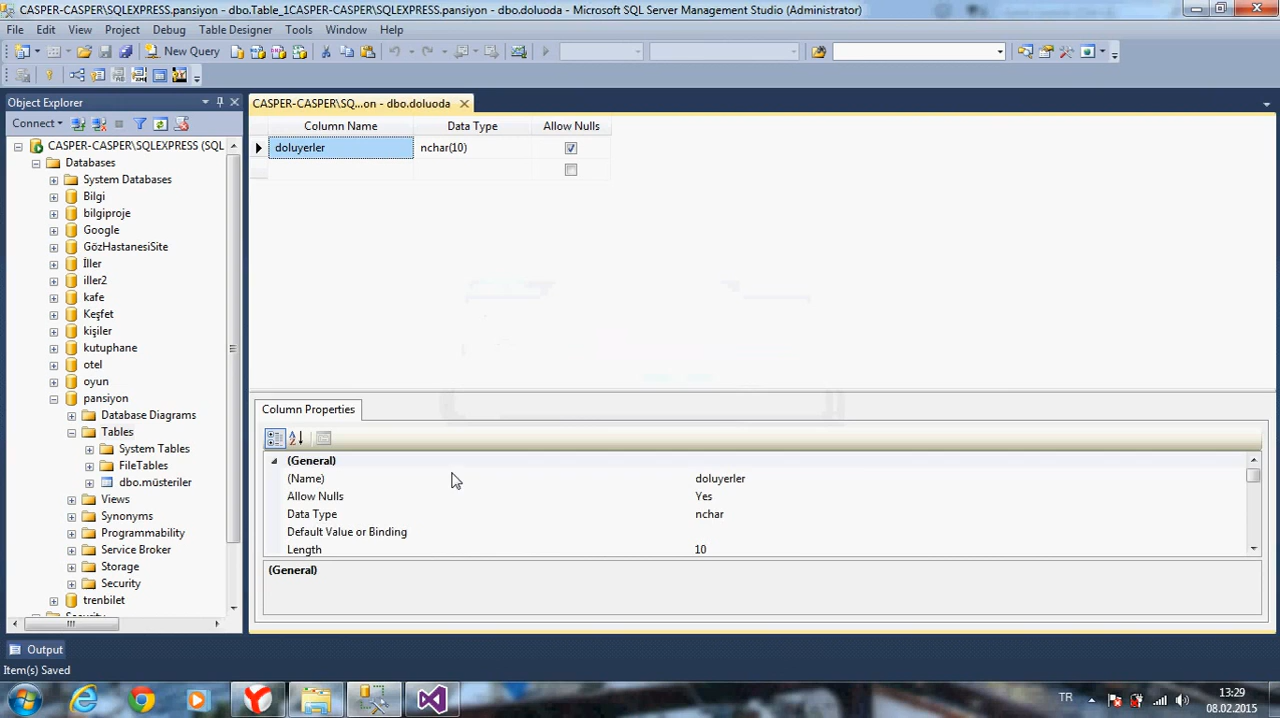 CASPER-CASPER\SQLEXPRESS.pansiyon - dbo.Table_1CASPER-CASPER\SQLEXPRESS.pansiyon - dbo.doluoda - Microsoft SQL Server Management Studio (Administrator)
File Edit View Project Debug Table Designer Tools Window Help
New Query
Object Explorer
CASPER-CASPER\SQ...on - dbo.doluoda
Connect
Column Name Data Type Allow Nulls
CASPER-CASPER\SQLEXPRESS (SQL
doluyerler nchar(10)
Databases
System Databases
Bilgi
bilgiproje
Google
GözHastanesiSite
İller
iller2
kafe
Keşfet
kişiler
kutuphane
otel
oyun
pansiyon
Database Diagrams
Tables
System Tables
FileTables
dbo.müsteriler
Views
Synonyms
Programmability
Service Broker
Storage
Security
trenbilet
Column Properties
(General)
(Name) doluyerler
Allow Nulls Yes
Data Type nchar
Default Value or Binding
Length 10
(General)
Output
Item(s) Saved
TR
13:29
08.02.2015